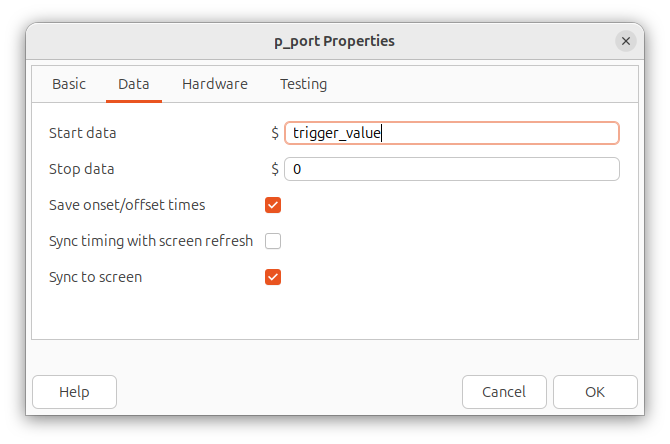 p_port Properties
Basic Data Hardware Testing
Start data $ trigger_value
Stop data $ 0
Save onset/offset times
Sync timing with screen refresh
Sync to screen
Help Cancel OK